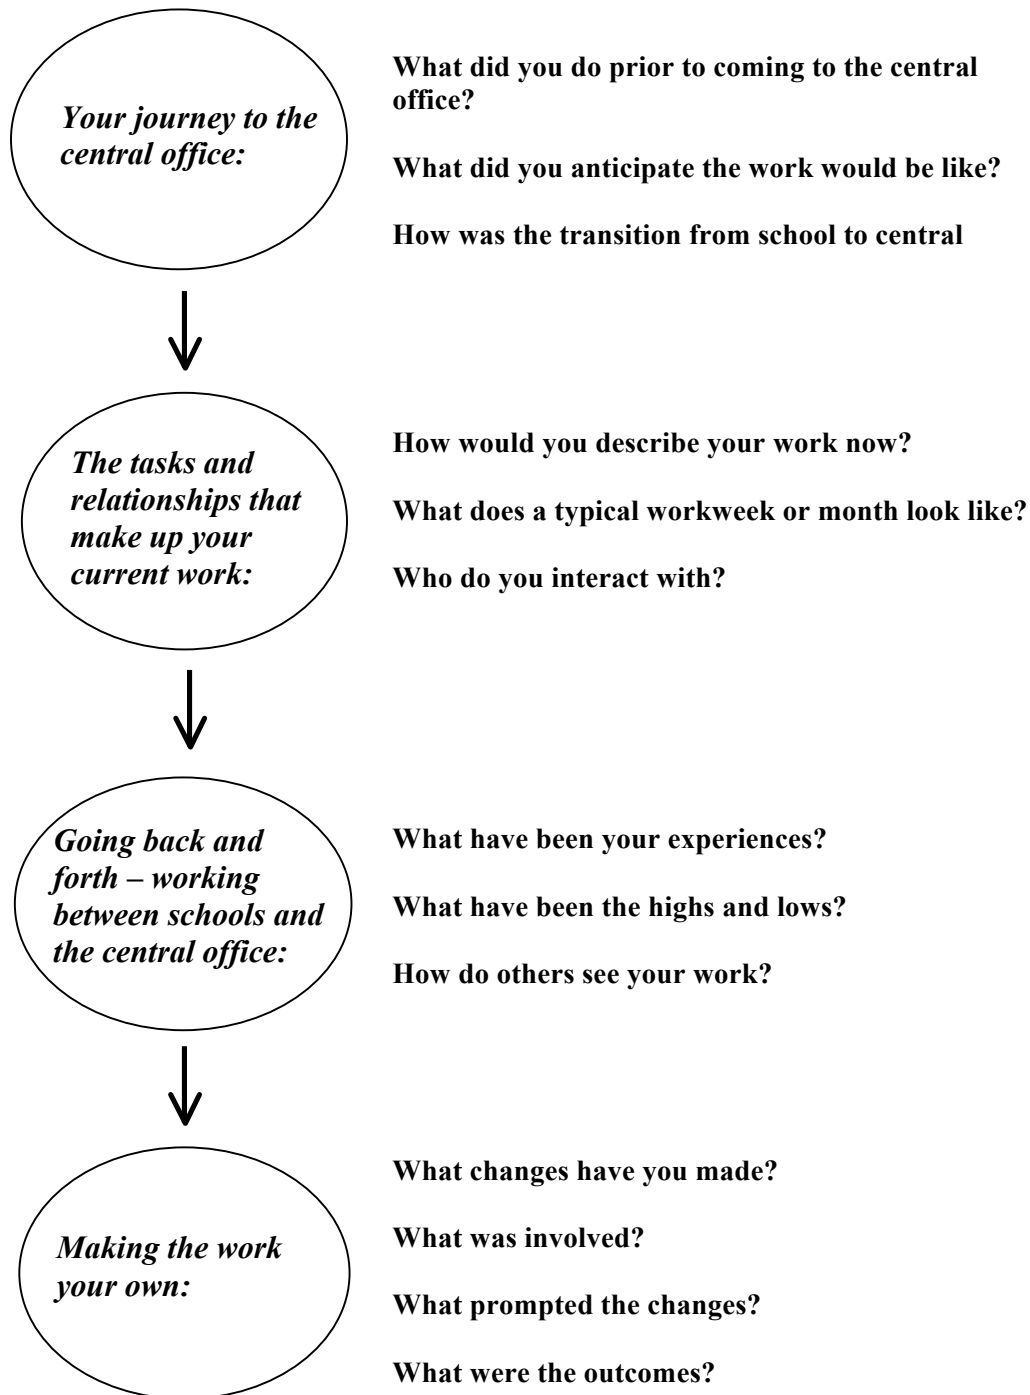 Your journey to the
central office:
What did you do prior to coming to the central
office?
What did you anticipate the work would be like?
How was the transition from school to central
The tasks and
relationships that
make up your
current work:
How would you describe your work now?
What does a typical workweek or month look like?
Who do you interact with?
Going back and
forth – working
between schools and
the central office:
What have been your experiences?
What have been the highs and lows?
How do others see your work?
Making the work
your own:
What changes have you made?
What was involved?
What prompted the changes?
What were the outcomes?